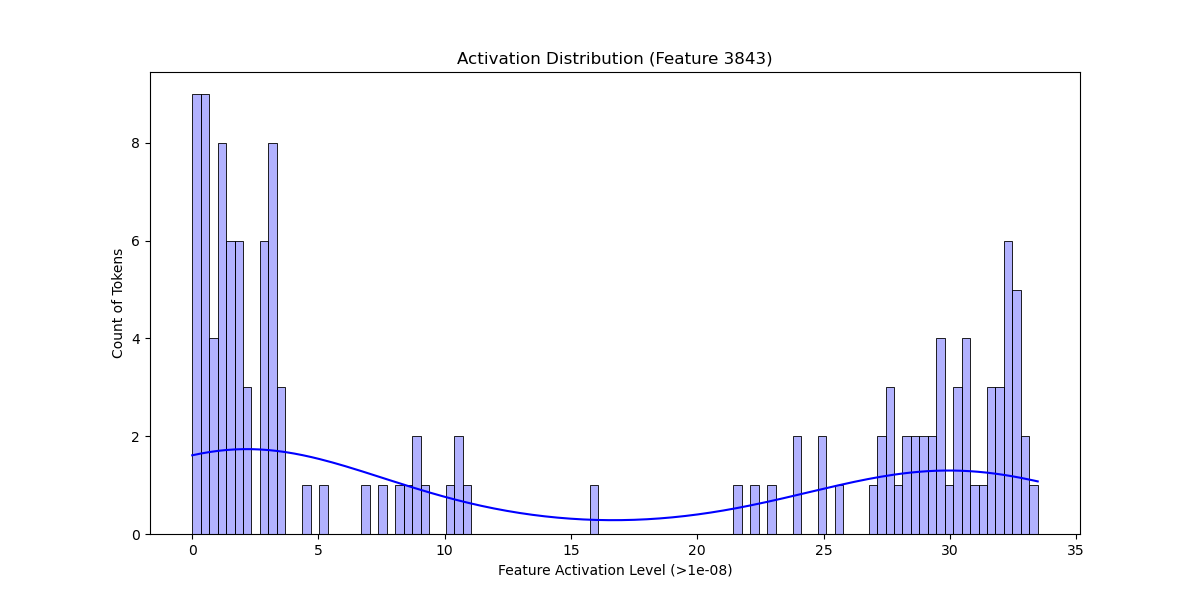 Activation Distribution (Feature 3843)
Count of Tokens
8
6
4
2
0
0 5 10 15 20 25 30 35
Feature Activation Level (>1e-08)